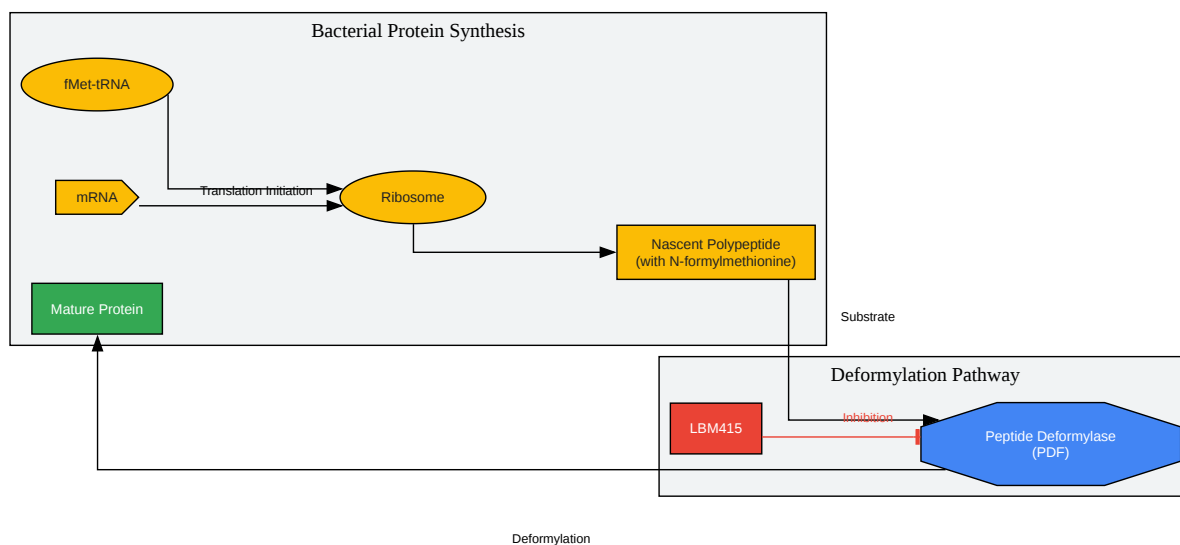 Bacterial Protein Synthesis
fMet-tRNA
Translation Initiation
mRNA
Ribosome
Nascent Polypeptide
(with N-formylmethionine)
Mature Protein
Substrate
Deformylation Pathway
LBM415
Inhibition
Peptide Deformylase
(PDF)
Deformylation